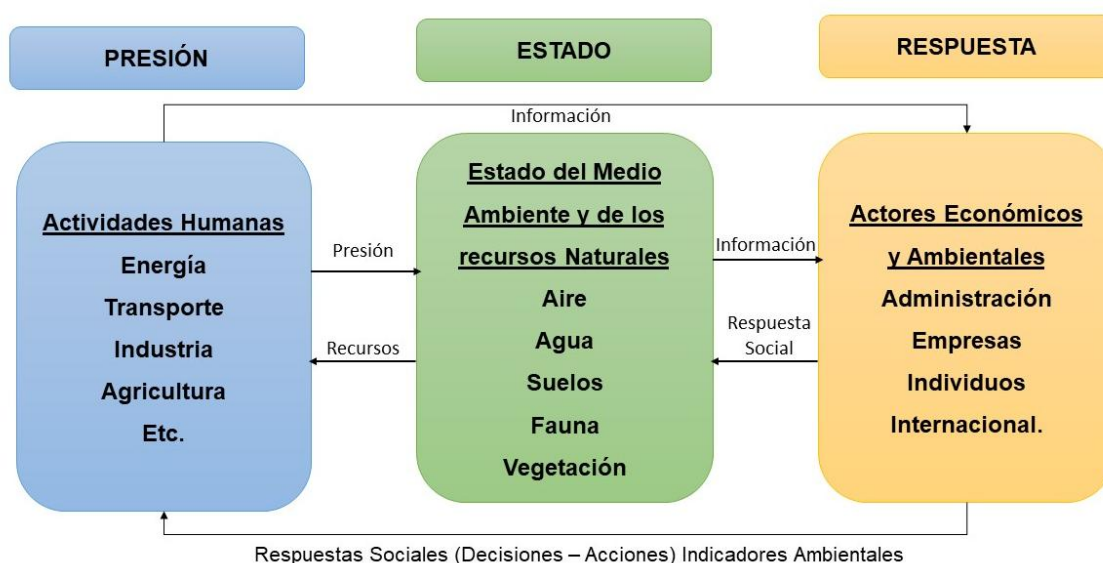 PRESIÓN
ESTADO
RESPUESTA
Información
Actividades Humanas
Energía
Transporte
Industria
Agricultura
Etc.
Presión
Recursos
Estado del Medio
Ambiente y de los
recursos Naturales
Aire
Agua
Suelos
Fauna
Vegetación
Información
Respuesta
Social
Actores Económicos
y Ambientales
Administración
Empresas
Individuos
Internacional.
Respuestas Sociales (Decisiones – Acciones) Indicadores Ambientales